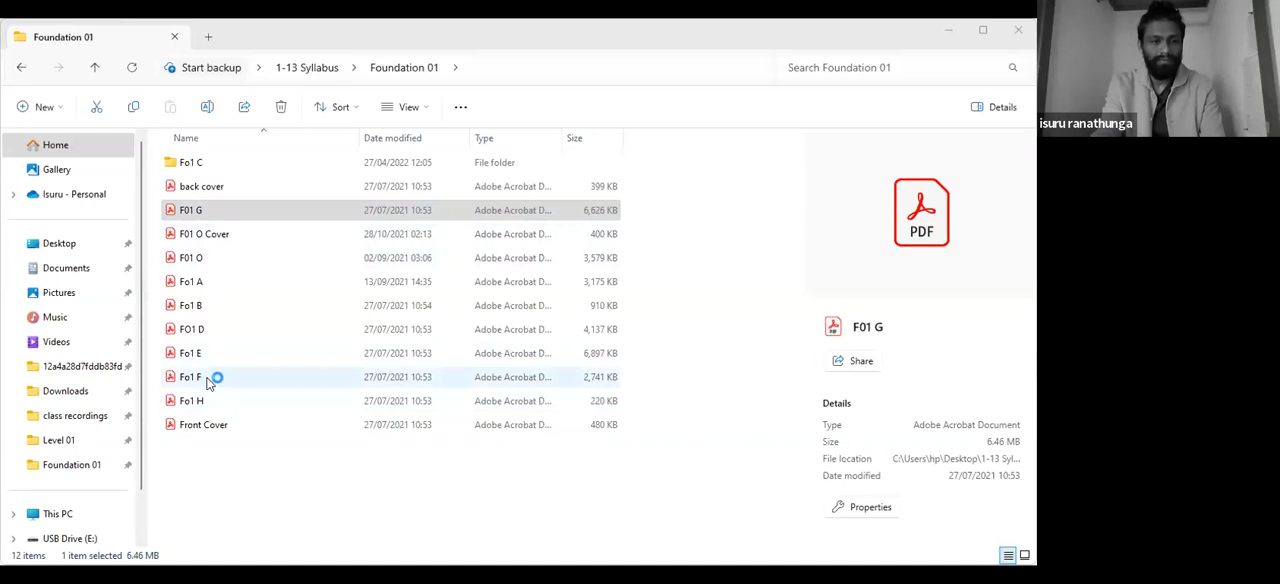 Foundation 01
Start backup > 1-13 Syllabus > Foundation 01 >
Search Foundation 01
New
Sort
View
Details
Name Date modified Type Size
Fo1 C 27/04/2022 12:05 File folder
back cover 27/07/2021 10:53 Adobe Acrobat D... 399 KB
F01 G 27/07/2021 10:53 Adobe Acrobat D... 6,626 KB
F01 O Cover 28/10/2021 02:13 Adobe Acrobat D... 400 KB
F01 O 02/09/2021 03:06 Adobe Acrobat D... 3,579 KB
Fo1 A 13/09/2021 14:35 Adobe Acrobat D... 3,175 KB
Fo1 B 27/07/2021 10:54 Adobe Acrobat D... 910 KB
FO1 D 27/07/2021 10:53 Adobe Acrobat D... 4,137 KB
Fo1 E 27/07/2021 10:53 Adobe Acrobat D... 6,897 KB
Fo1 F 27/07/2021 10:53 Adobe Acrobat D... 2,741 KB
Fo1 H 27/07/2021 10:53 Adobe Acrobat D... 220 KB
Front Cover 27/07/2021 10:53 Adobe Acrobat D... 480 KB
Home
Gallery
Isuru - Personal
Desktop
Documents
Pictures
Music
Videos
12a4a28d7fddb83fd
Downloads
class recordings
Level 01
Foundation 01
This PC
USB Drive (E:)
12 items 1 item selected 6.46 MB
PDF
F01 G
Share
Details
Type Adobe Acrobat Document
Size 6.46 MB
File location C:\Users\hp\Desktop\1-13 Syl...
Date modified 27/07/2021 10:53
Properties
isuru ranathunga